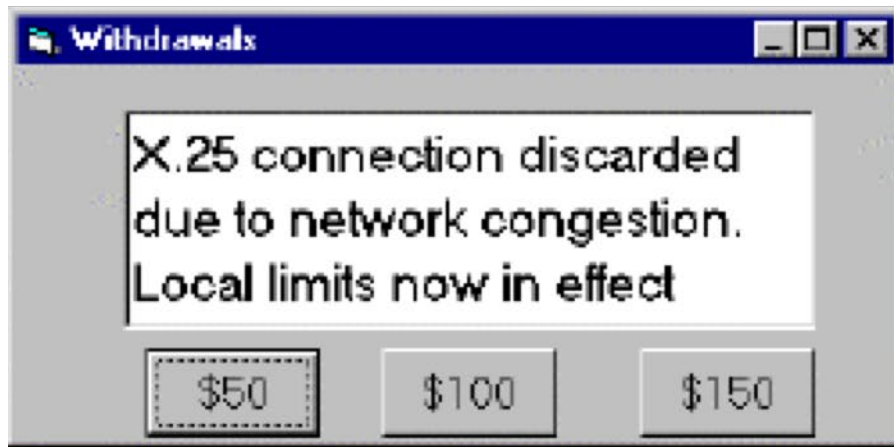 Withdrawals
X.25 connection discarded
due to network congestion.
Local limits now in effect
$50 $100 $150